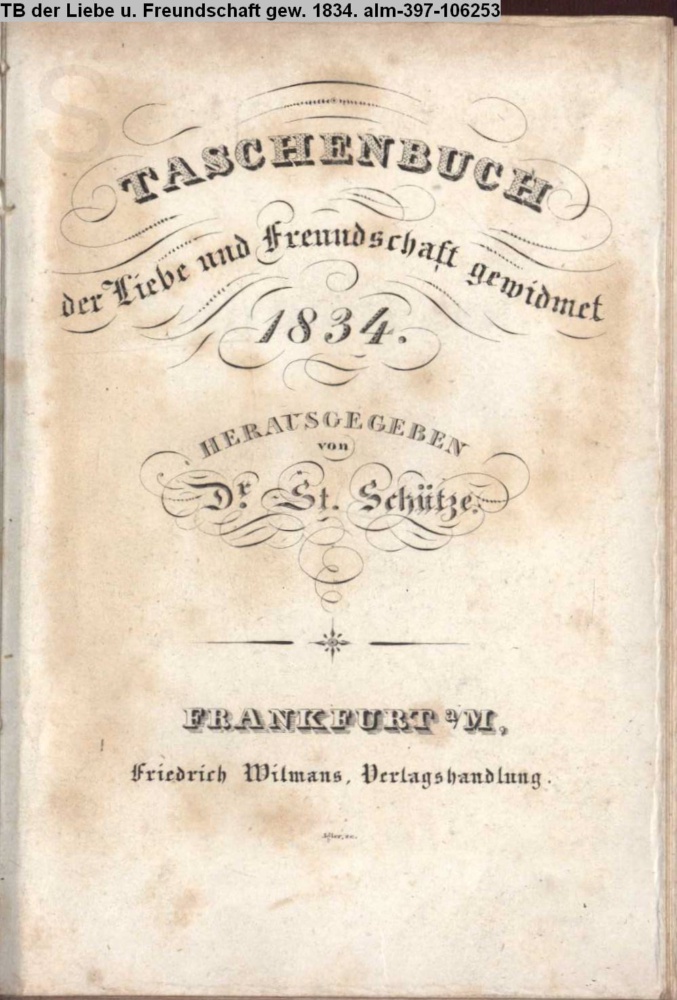 TB der Liebe u. Freundschaft gew. 1834. alm-397-106253
TASCHENBUCH
der Liebe und Freundschaft gewidmet
1834.
HERAUSGEGEBEN
von
Dr. St. Schütze.
FRANKFURT a/M,
Friedrich Wilmans, Verlagshandlung.